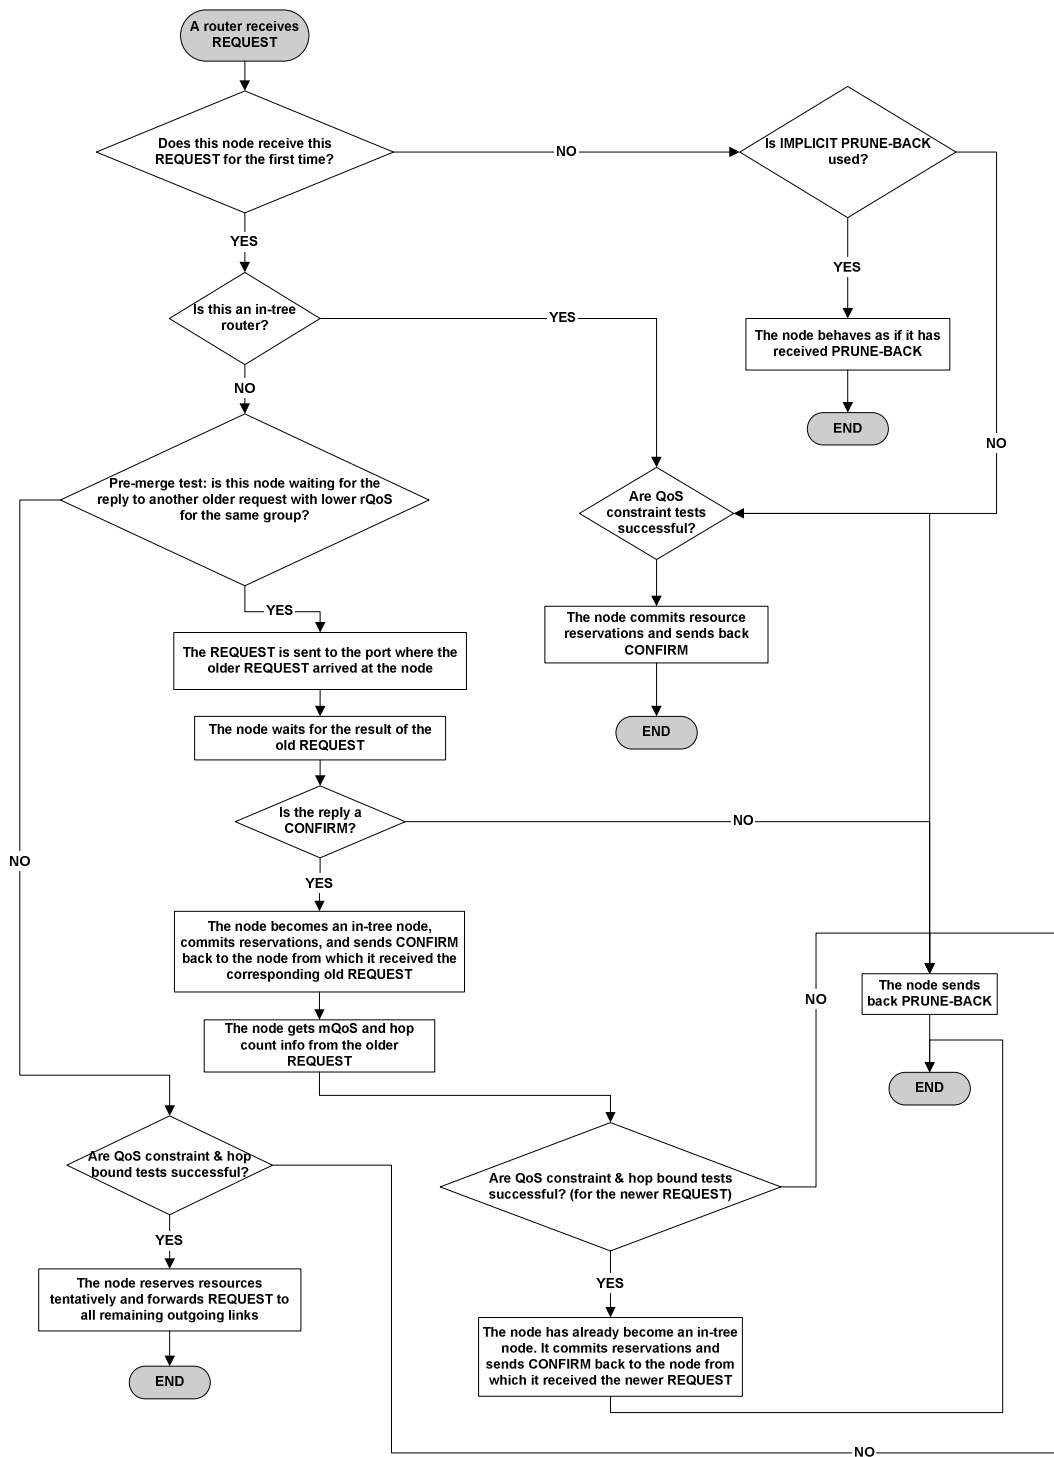 A router receives
REQUEST
Does this node receive this
REQUEST for the first time?
NO
Is IMPLICIT PRUNE-BACK
used?
YES
YES
Is this an in-tree
router?
YES
The node behaves as if it has
received PRUNE-BACK
NO
END
NO
Pre-merge test: is this node waiting for the
reply to another older request with lower rQoS
for the same group?
Are QoS
constraint tests
successful?
YES
The REQUEST is sent to the port where the
older REQUEST arrived at the node
The node commits resource
reservations and sends back
CONFIRM
The node waits for the result of the
old REQUEST
END
Is the reply a
CONFIRM?
NO
NO
YES
The node becomes an in-tree node,
commits reservations, and sends CONFIRM
back to the node from which it received the
corresponding old REQUEST
The node sends
back PRUNE-BACK
NO
The node gets mQoS and hop
count info from the older
REQUEST
END
Are QoS constraint & hop
bound tests successful?
Are QoS constraint & hop bound tests
successful? (for the newer REQUEST)
YES
YES
The node reserves resources
tentatively and forwards REQUEST to
all remaining outgoing links
The node has already become an in-tree
node. It commits reservations and
sends CONFIRM back to the node from
which it received the newer REQUEST
END
NO